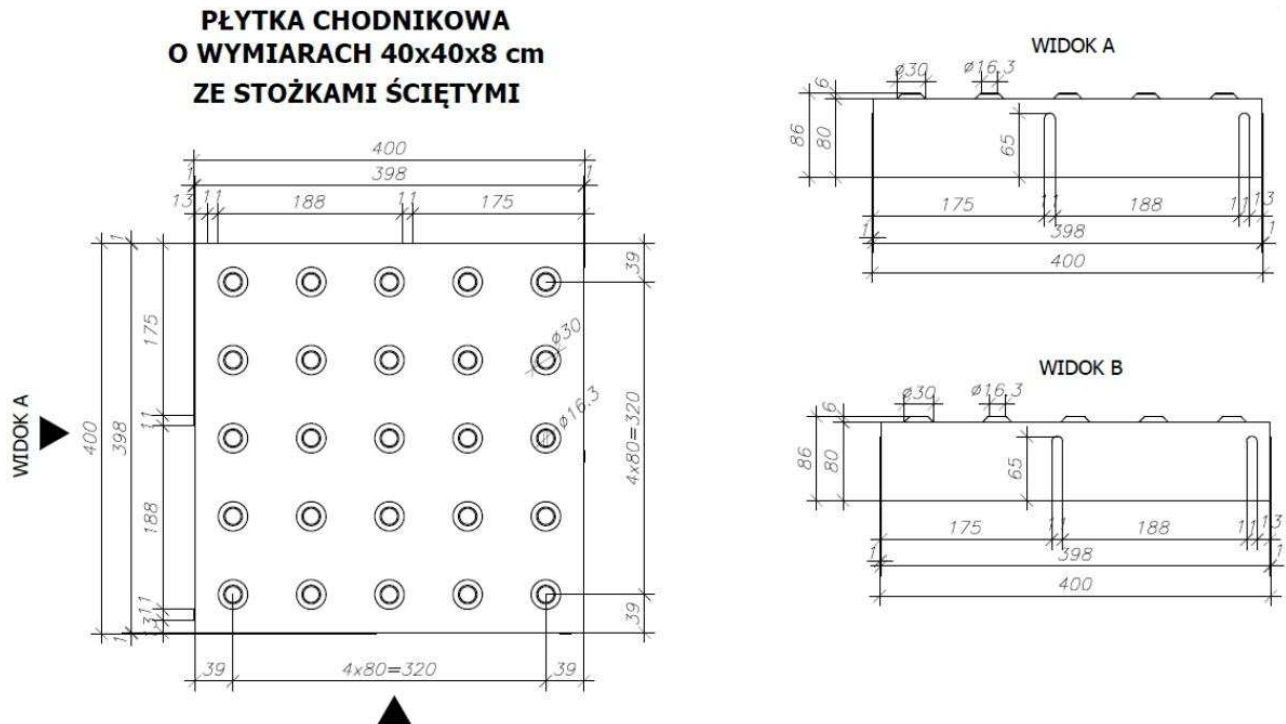 PŁYTKA CHODNIKOWA
O WYMIARACH 40x40x8 cm
ZE STOŻKAMI ŚCIĘTYMI
400
1 398 1
13 11 188 11 175
1
39
175
ø30
11
ø16.3
WIDOK A
400
398
4x80=320
188
11
13
1
39
39 4x80=320 39
WIDOK A
ø30 ø16.3
6
86
80
65
175 11 188 11 13
1 398 1
400
WIDOK B
ø30 ø16.3
6
86
80
65
175 11 188 11 13
1 398 1
400